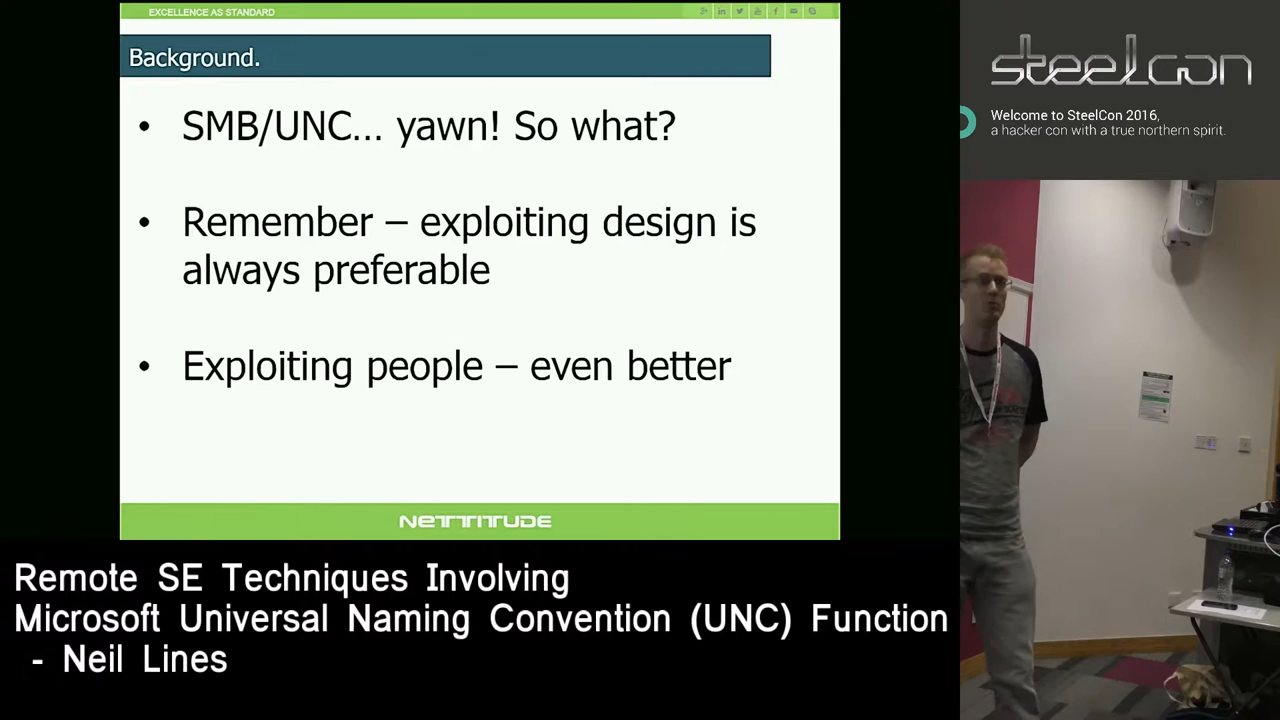 EXCELLENCE AS STANDARD
Background.
• SMB/UNC... yawn! So what?
• Remember – exploiting design is
always preferable
• Exploiting people – even better
NETTITUDE
steelcon
Welcome to SteelCon 2016,
a hacker con with a true northern spirit.
Remote SE Techniques Involving
Microsoft Universal Naming Convention (UNC) Function
- Neil Lines